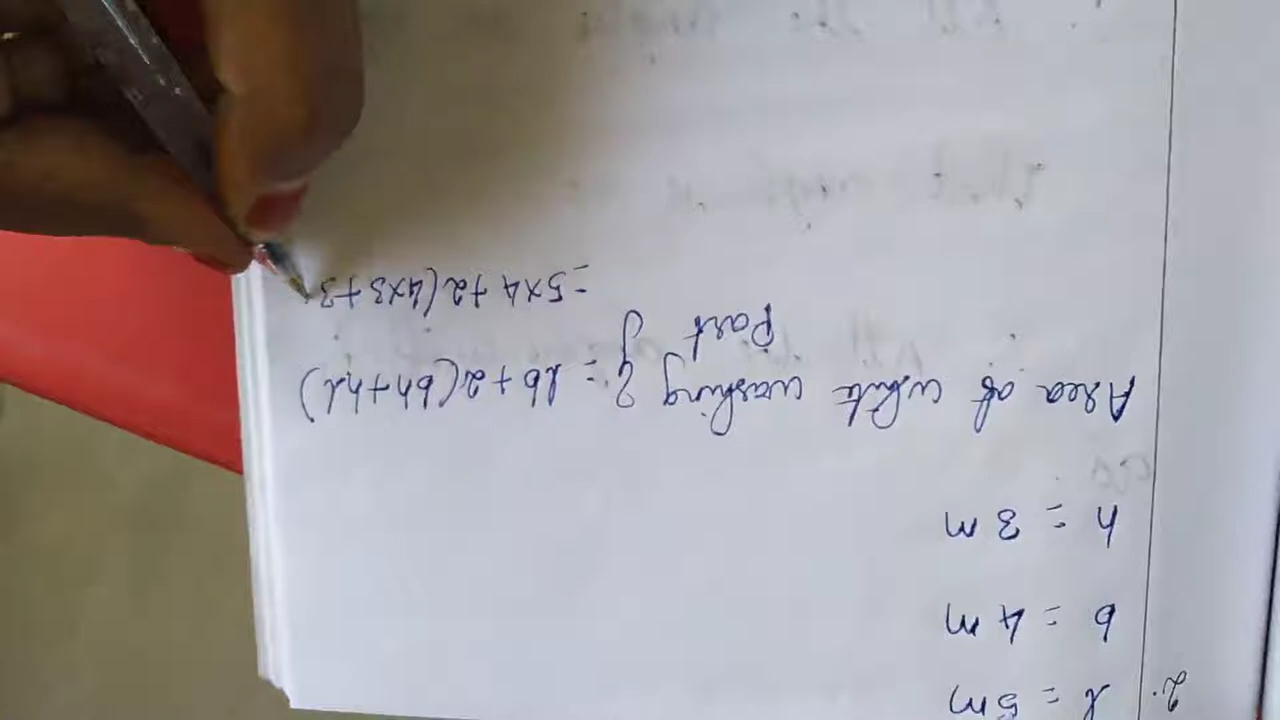 2. l = 5m
b = 4m
h = 3m
Area of white washing } = lb + 2(bh+hl)
Part
= 5×4 + 2(4×3+3